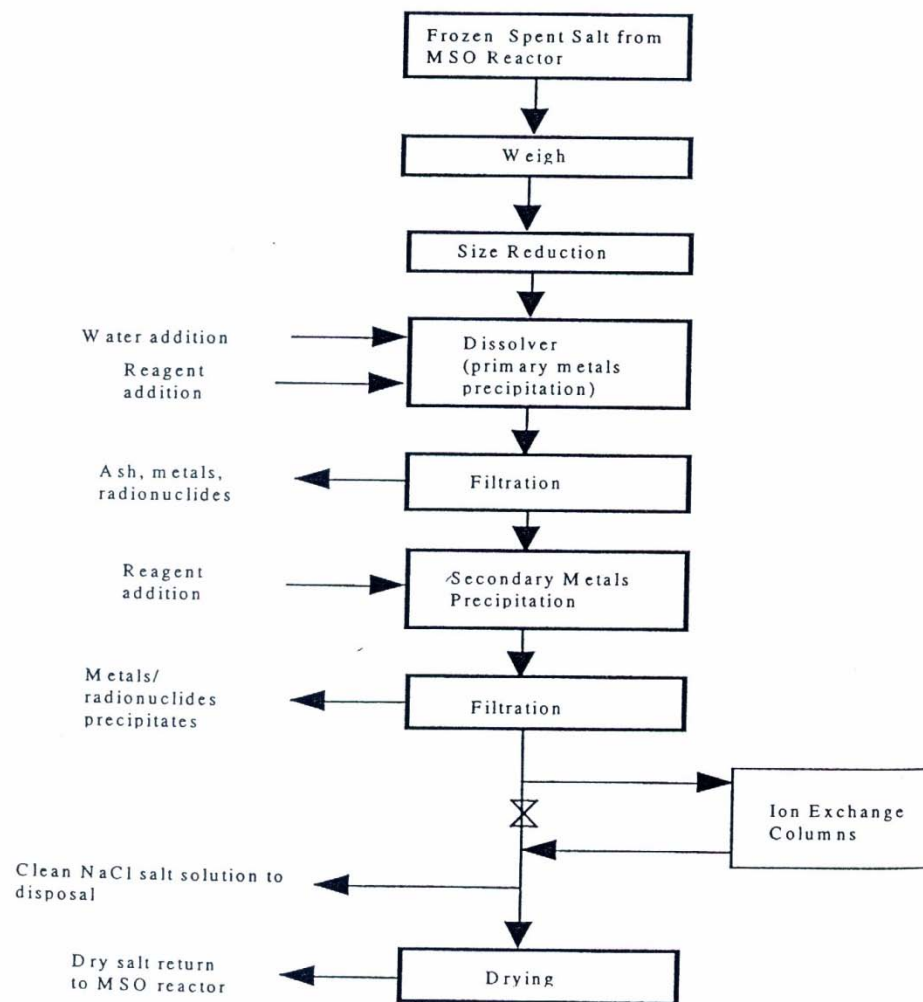 Frozen Spent Salt from
MSO Reactor
Weigh
Size Reduction
Water addition
Reagent
addition
Dissolver
(primary metals
precipitation)
Ash, metals,
radionuclides
Filtration
Reagent
addition
Secondary Metals
Precipitation
Metals/
radionuclides
precipitates
Filtration
Ion Exchange
Columns
Clean NaCl salt solution to
disposal
Dry salt return
to MSO reactor
Drying